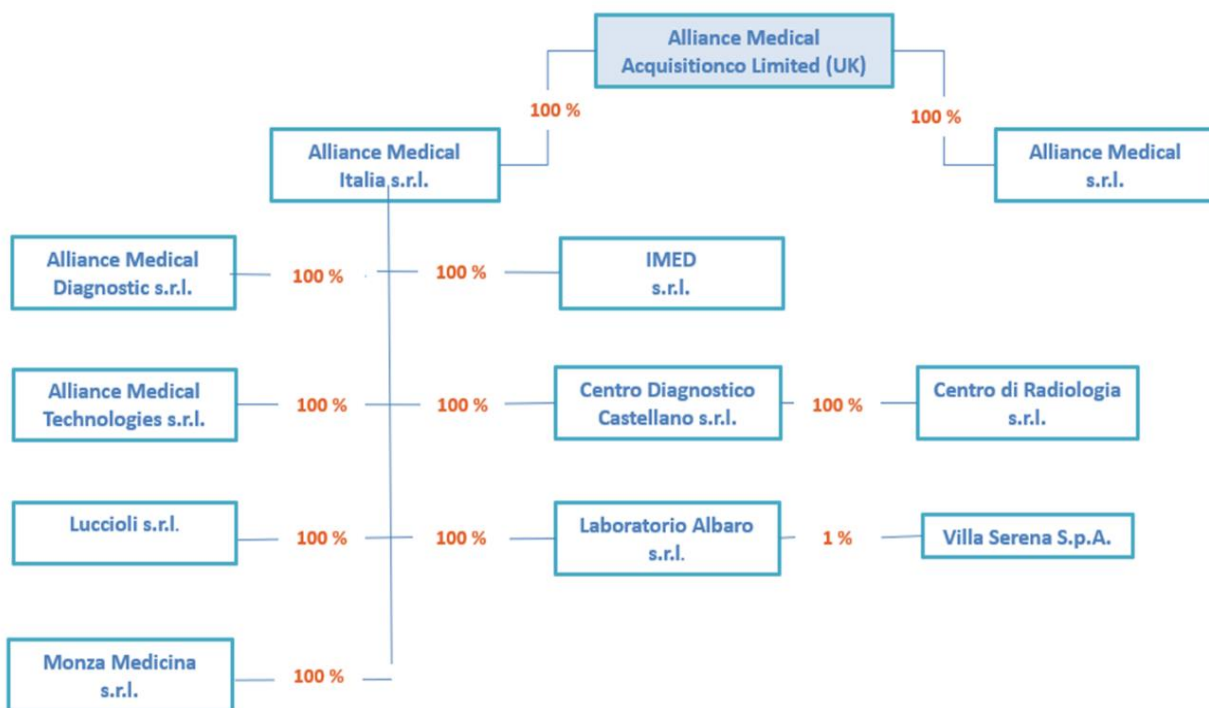 Alliance Medical
Acquisitionco Limited (UK)
100 %
100 %
Alliance Medical
Italia s.r.l.
Alliance Medical
s.r.l.
Alliance Medical
Diagnostic s.r.l.
100 %
100 %
IMED
s.r.l.
Alliance Medical
Technologies s.r.l.
100 %
100 %
Centro Diagnostico
Castellano s.r.l.
100 %
Centro di Radiologia
s.r.l.
Luccioli s.r.l.
100 %
100 %
Laboratorio Albaro
s.r.l.
1 %
Villa Serena S.p.A.
Monza Medicina
s.r.l.
100 %